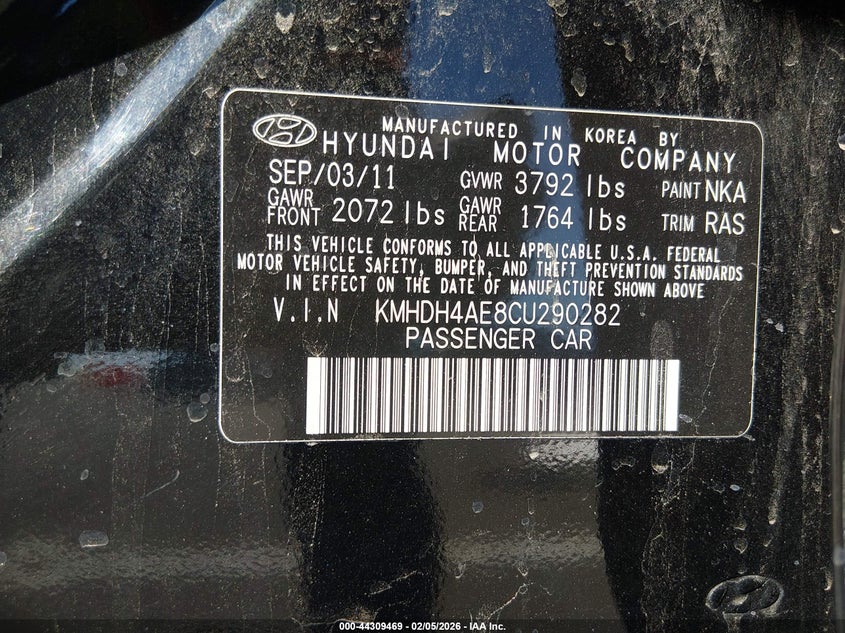 MANUFACTURED IN KOREA BY
HYUNDAI MOTOR COMPANY
SEP/03/11 GVWR 3792 lbs PAINT NKA
GAWR FRONT 2072 lbs GAWR REAR 1764 lbs TRIM RAS
THIS VEHICLE CONFORMS TO ALL APPLICABLE U.S.A. FEDERAL
MOTOR VEHICLE SAFETY, BUMPER, AND THEFT PREVENTION STANDARDS
IN EFFECT ON THE DATE OF MANUFACTURE SHOWN ABOVE
V.I.N KMHDH4AE8CU290282
PASSENGER CAR
000-44309469 - 02/05/2026 - IAA Inc.